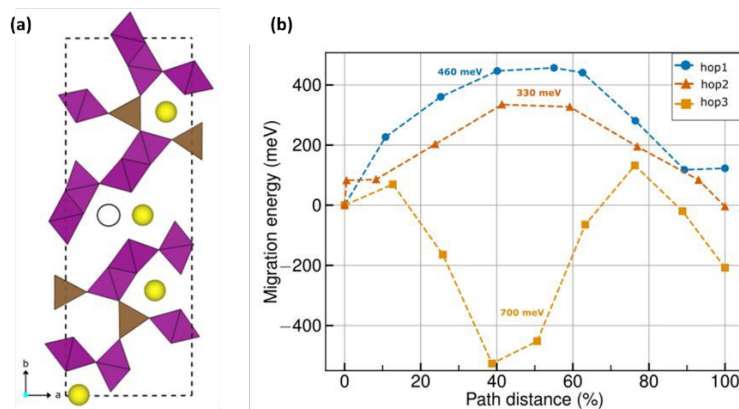 (a)
b
a
(b)
Migration energy (meV)
400
200
0
−200
−400
460 meV
330 meV
700 meV
hop1
hop2
hop3
0
20
40
60
80
100
Path distance (%)